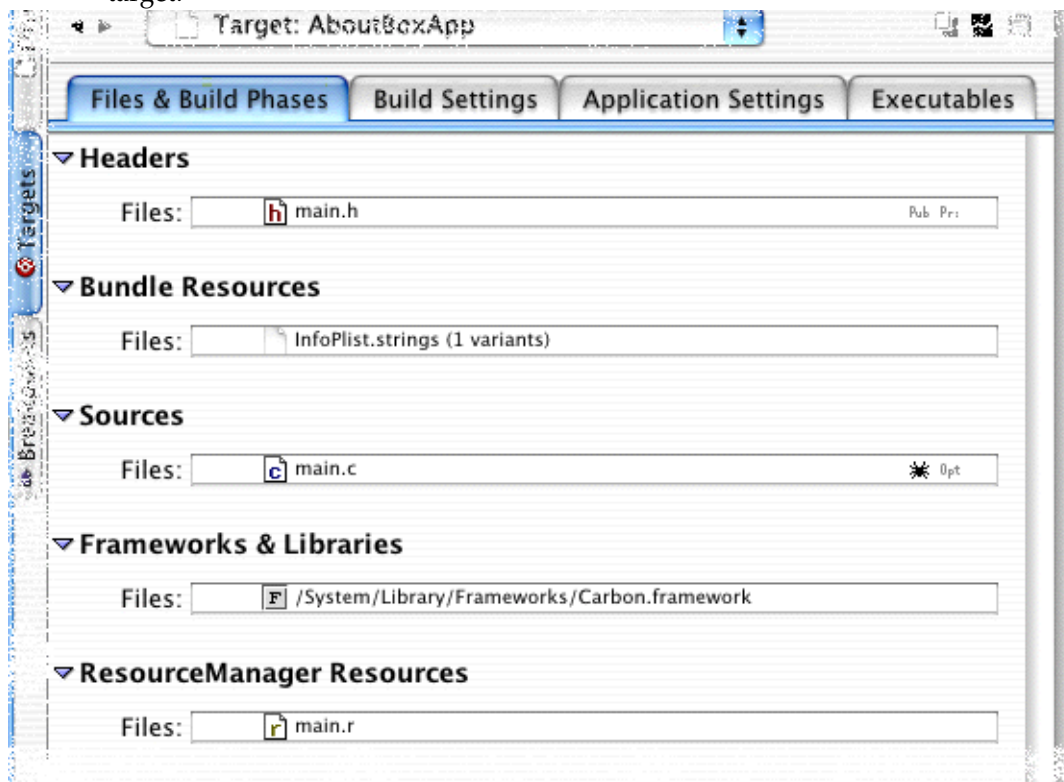 target.
Target: AboutBoxApp
Files & Build Phases Build Settings Application Settings Executables
Headers
Files: h main.h Pub Pr:
Targets
Bundle Resources
Files: InfoPlist.strings (1 variants)
Sources
Files: c main.c Opt
Breakpoints
Frameworks & Libraries
Files: F /System/Library/Frameworks/Carbon.framework
ResourceManager Resources
Files: r main.r